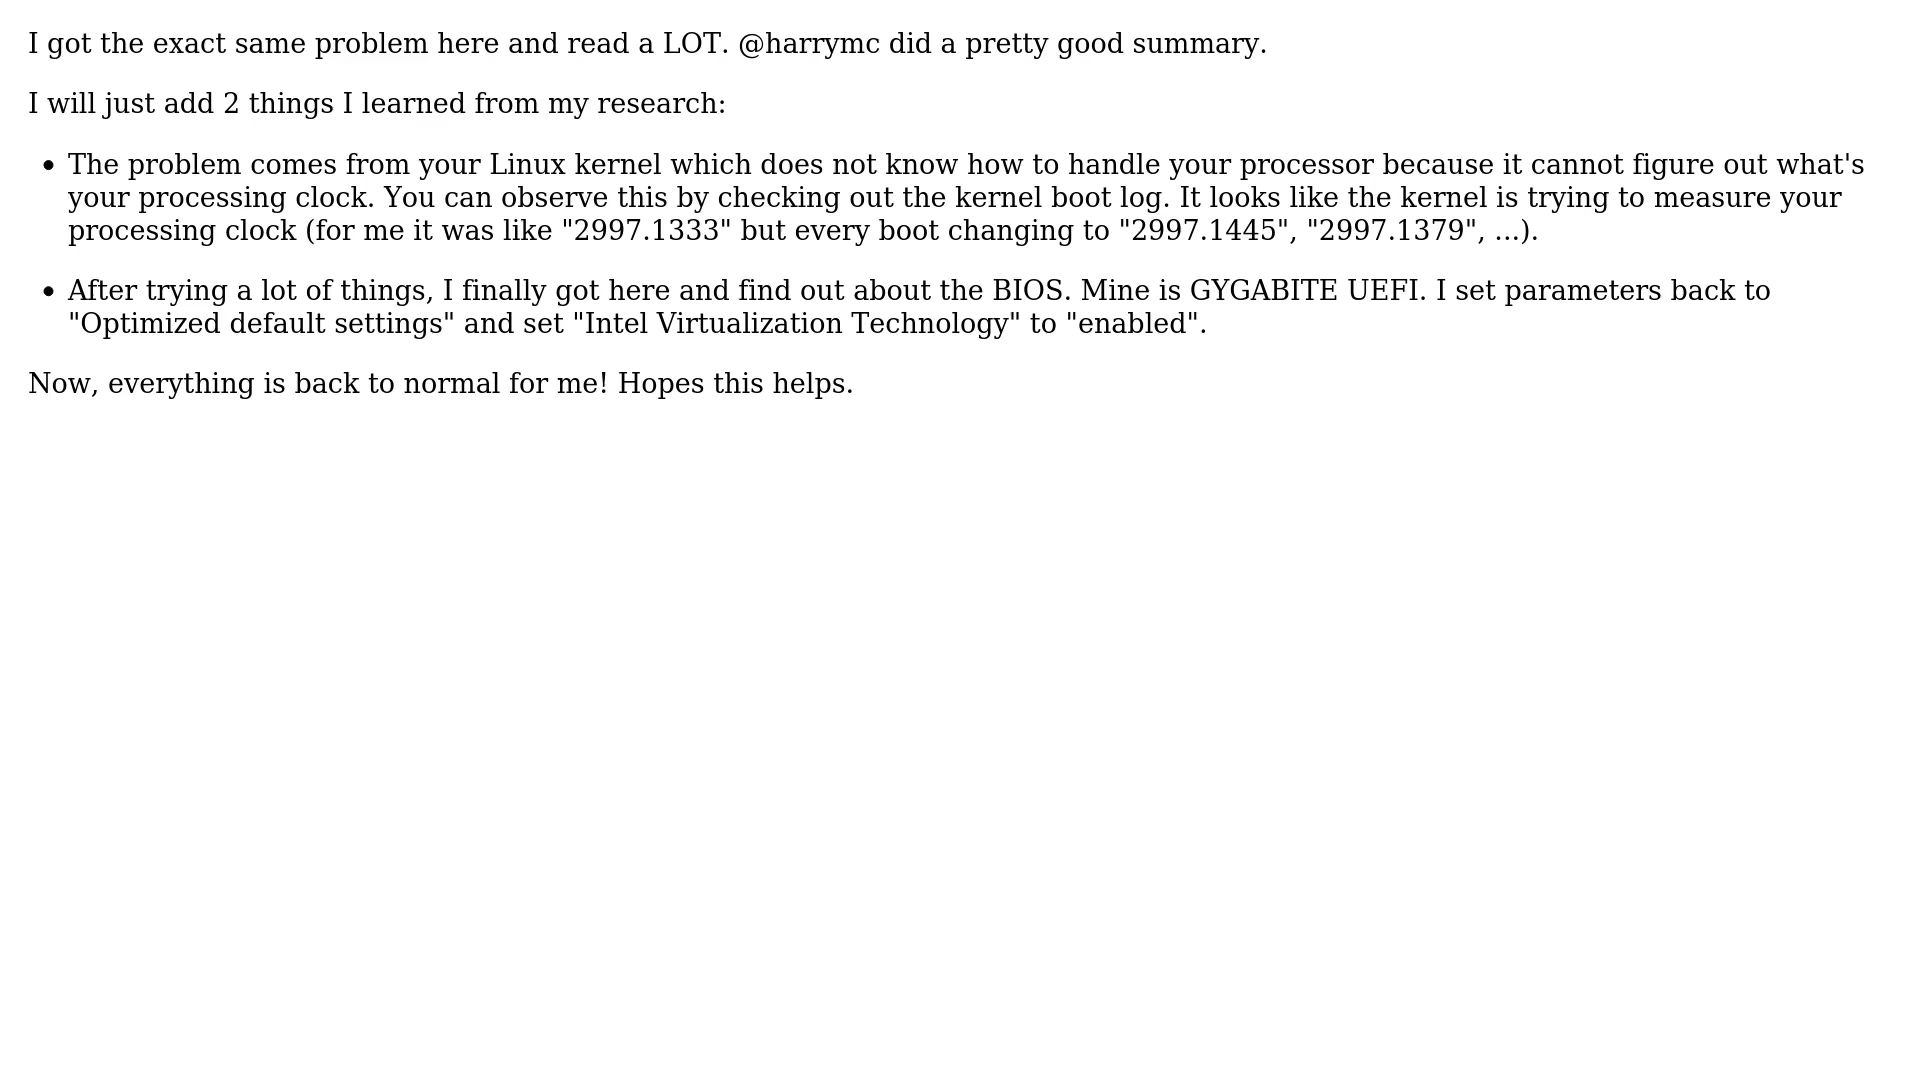 I got the exact same problem here and read a LOT. @harrymc did a pretty good summary.
I will just add 2 things I learned from my research:
• The problem comes from your Linux kernel which does not know how to handle your processor because it cannot figure out what's
your processing clock. You can observe this by checking out the kernel boot log. It looks like the kernel is trying to measure your
processing clock (for me it was like "2997.1333" but every boot changing to "2997.1445", "2997.1379", ...).
• After trying a lot of things, I finally got here and find out about the BIOS. Mine is GYGABITE UEFI. I set parameters back to
"Optimized default settings" and set "Intel Virtualization Technology" to "enabled".
Now, everything is back to normal for me! Hopes this helps.